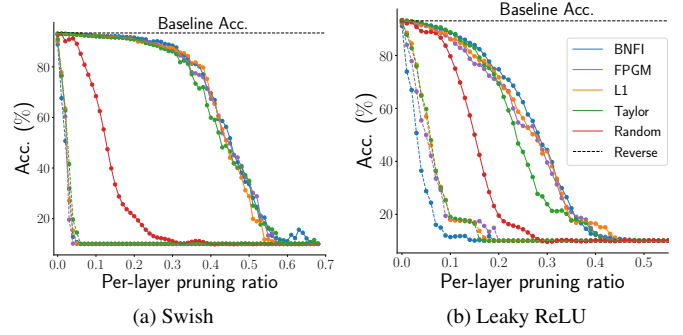 Baseline Acc.
Acc. (%)
80
60
40
20
0.0 0.1 0.2 0.3 0.4 0.5 0.6 0.7
Per-layer pruning ratio
(a) Swish
Baseline Acc.
Acc. (%)
80
60
40
20
0.0 0.1 0.2 0.3 0.4 0.5
Per-layer pruning ratio
BNFI
FPGM
L1
Taylor
Random
Reverse
(b) Leaky ReLU